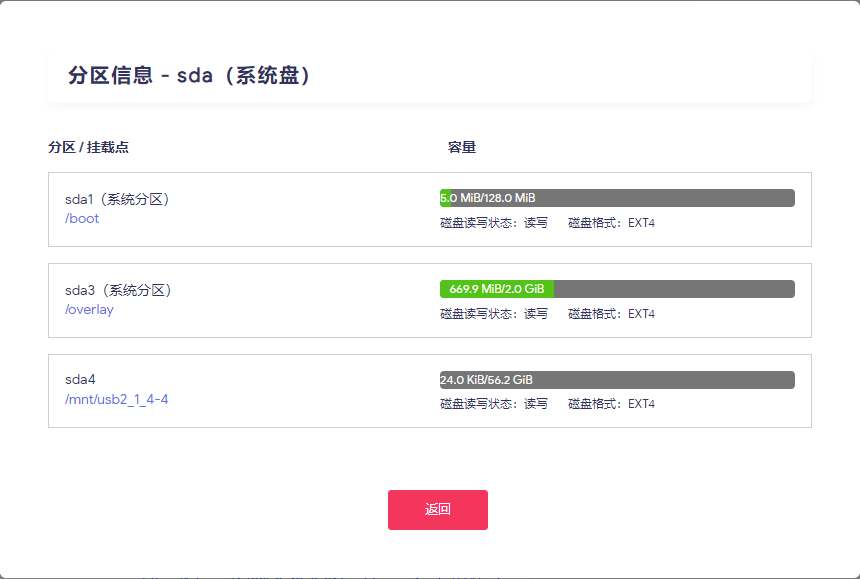 分区信息 - sda（系统盘）
分区 / 挂载点 容量
sda1（系统分区） 5.0 MiB/128.0 MiB
/boot 磁盘读写状态：读写 磁盘格式：EXT4
sda3（系统分区） 669.9 MiB/2.0 GiB
/overlay 磁盘读写状态：读写 磁盘格式：EXT4
sda4 24.0 KiB/56.2 GiB
/mnt/usb2_1_4-4 磁盘读写状态：读写 磁盘格式：EXT4
返回